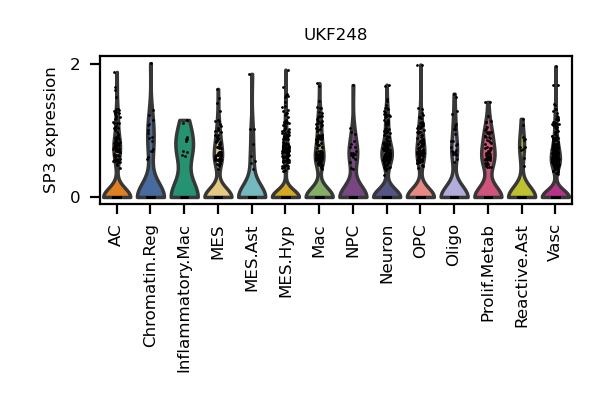 UKF248
SP3 expression
2
0
AC
Chromatin.Reg
Inflammatory.Mac
MES
MES.Ast
MES.Hyp
Mac
NPC
Neuron
OPC
Oligo
Prolif.Metab
Reactive.Ast
Vasc